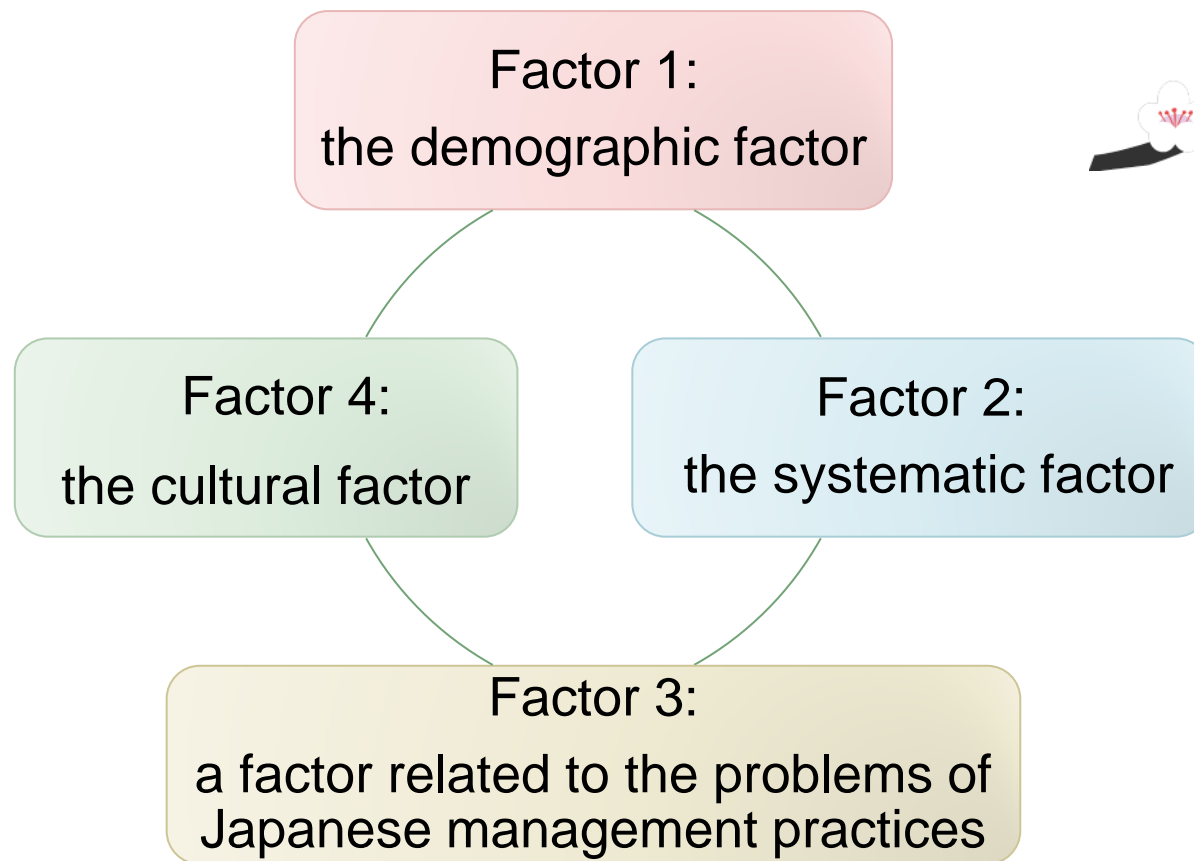 Factor 1:
the demographic factor
Factor 4:
the cultural factor
Factor 2:
the systematic factor
Factor 3:
a factor related to the problems of
Japanese management practices